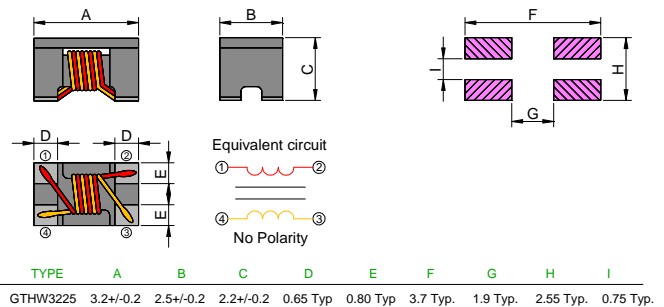 A
B
C
F
I
H
G
D
D
① ②
E
E
④ ③
Equivalent circuit
① ②
④ ③
No Polarity
TYPE A B C D E F G H I
GTHW3225 3.2+/-0.2 2.5+/-0.2 2.2+/-0.2 0.65 Typ 0.80 Typ 3.7 Typ. 1.9 Typ. 2.55 Typ. 0.75 Typ.